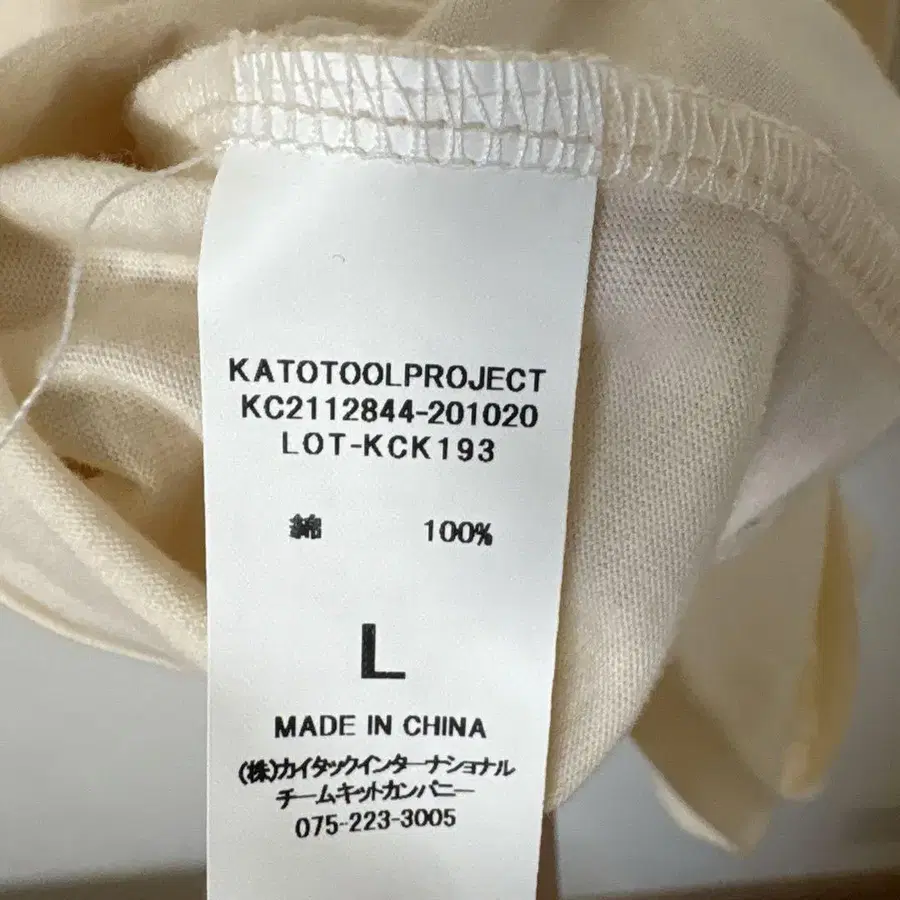 KATOTOOLPROJECT
KC2112844-201020
LOT-KCK193
綿 100%
L
MADE IN CHINA
(株)カイタックインターナショナル
チームキットカンパニー
075-223-3005